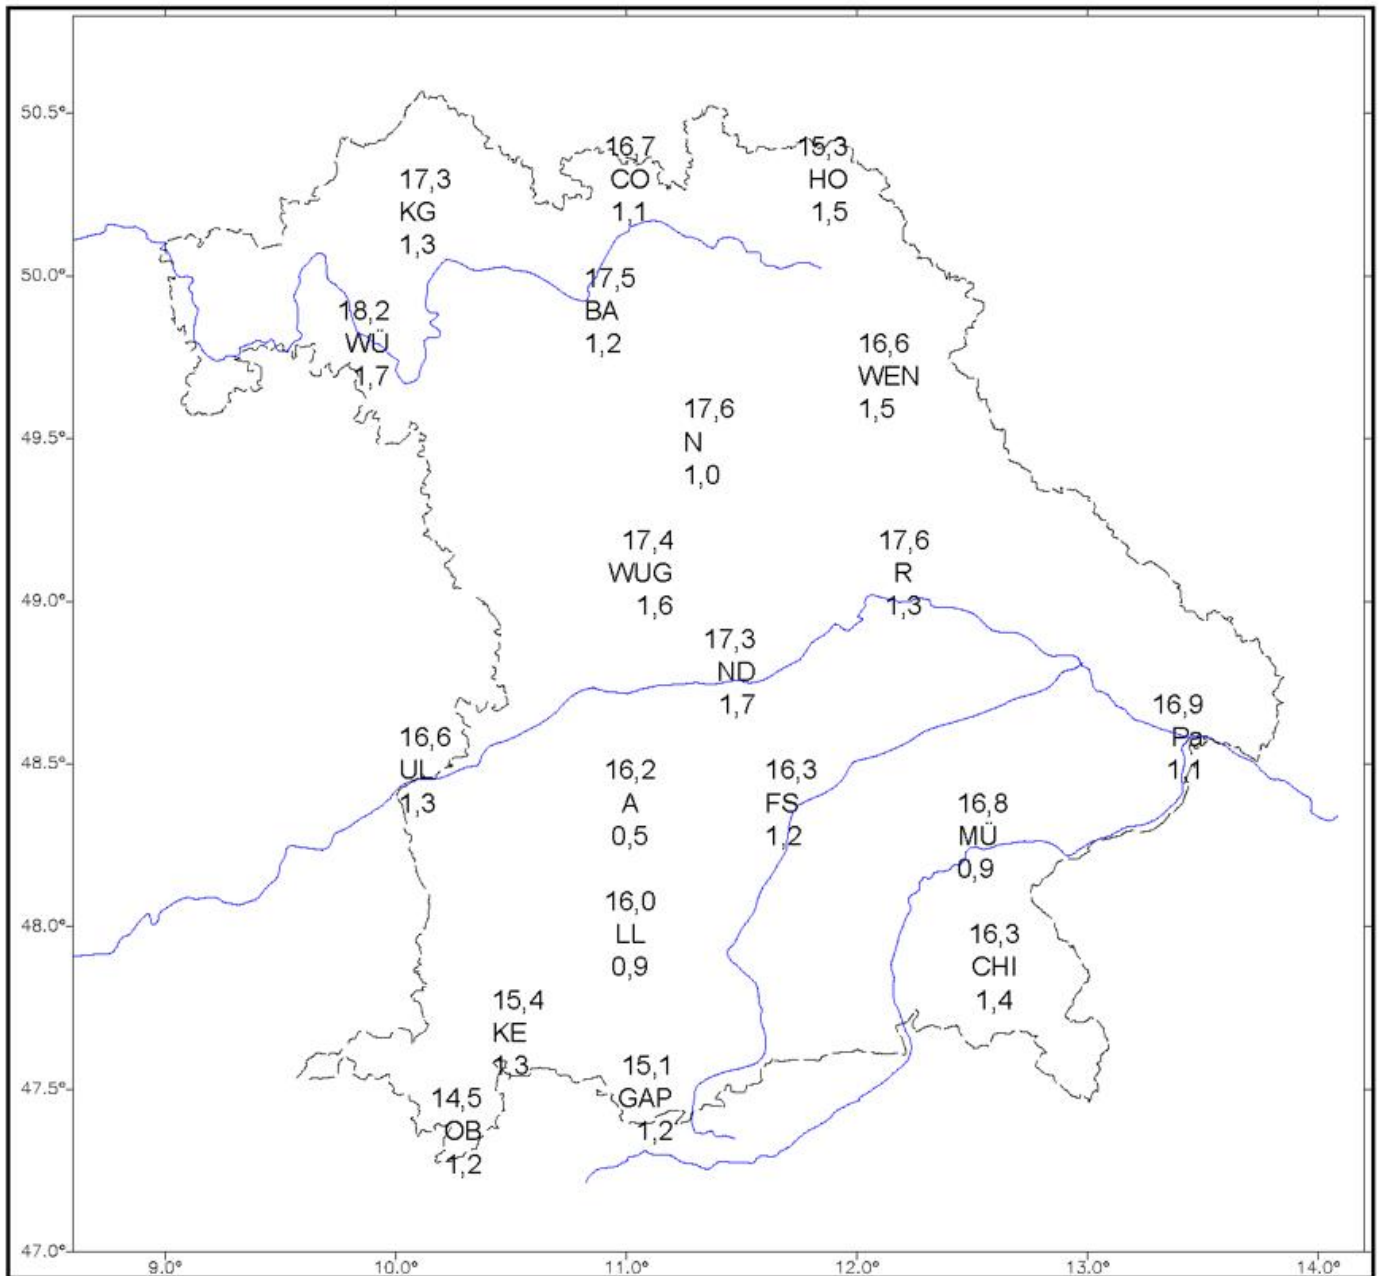 50.5°
16,7
15,3
17,3
CO
HO
KG
1,1
1,5
1,3
50.0°
17,5
18,2
BA
WÜ
1,2
16,6
1,7
WEN
17,6
1,5
49.5°
N
1,0
17,4
17,6
WUG
R
49.0°
1,6
1,3
17,3
ND
1,7
16,9
16,6
Pa
48.5°
UL
16,2
16,3
1,1
1,3
A
FS
16,8
0,5
1,2
MÜ
0,9
16,0
48.0°
LL
16,3
0,9
CHI
15,4
1,4
KE
47.5°
1,3
15,1
14,5
GAP
OB
1,2
1,2
47.0°
9.0°
10.0°
11.0°
12.0°
13.0°
14.0°